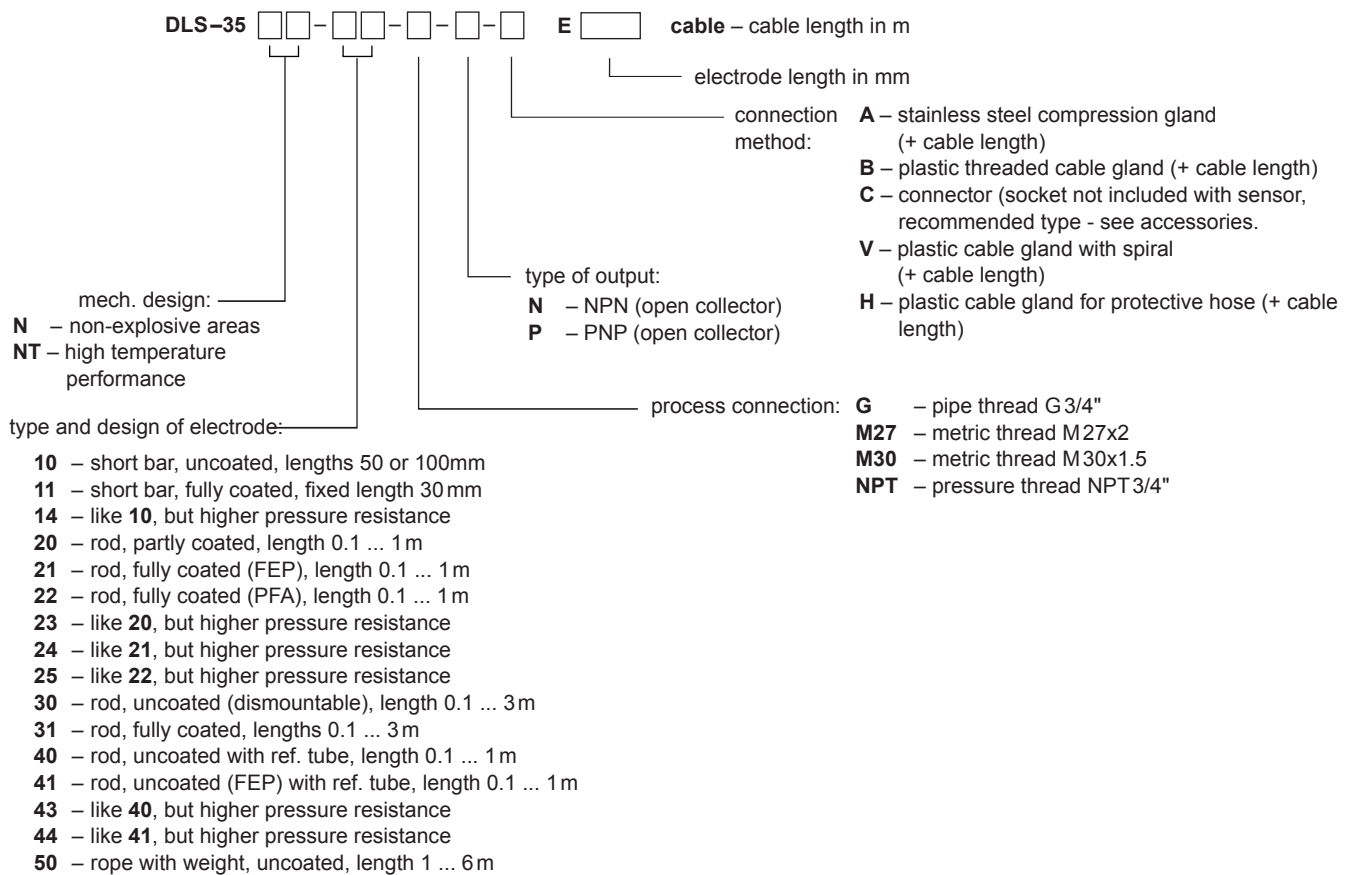 DLS–35 – – – – E cable – cable length in m
electrode length in mm
connection method:
A – stainless steel compression gland
(+ cable length)
B – plastic threaded cable gland (+ cable length)
C – connector (socket not included with sensor,
recommended type - see accessories.
V – plastic cable gland with spiral
(+ cable length)
H – plastic cable gland for protective hose (+ cable
length)
type of output:
N – NPN (open collector)
P – PNP (open collector)
mech. design:
N – non-explosive areas
NT – high temperature
performance
process connection:
G – pipe thread G 3/4"
M27 – metric thread M 27x2
M30 – metric thread M 30x1.5
NPT – pressure thread NPT 3/4"
type and design of electrode:
10 – short bar, uncoated, lengths 50 or 100mm
11 – short bar, fully coated, fixed length 30 mm
14 – like 10, but higher pressure resistance
20 – rod, partly coated, length 0.1 ... 1 m
21 – rod, fully coated (FEP), length 0.1 ... 1 m
22 – rod, fully coated (PFA), length 0.1 ... 1 m
23 – like 20, but higher pressure resistance
24 – like 21, but higher pressure resistance
25 – like 22, but higher pressure resistance
30 – rod, uncoated (dismountable), length 0.1 ... 3 m
31 – rod, fully coated, lengths 0.1 ... 3 m
40 – rod, uncoated with ref. tube, length 0.1 ... 1 m
41 – rod, uncoated (FEP) with ref. tube, length 0.1 ... 1 m
43 – like 40, but higher pressure resistance
44 – like 41, but higher pressure resistance
50 – rope with weight, uncoated, length 1 ... 6 m